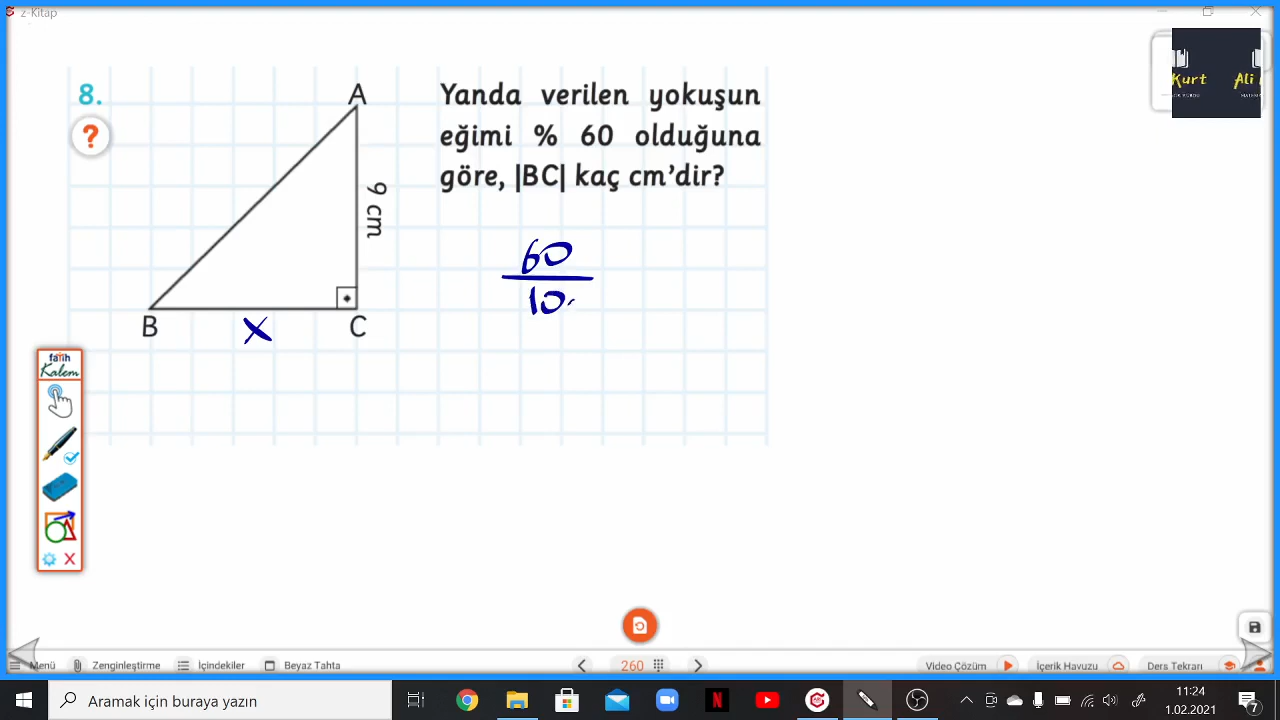 z-Kitap
Kurt Ali
8.
?
A
9 cm
B
C
x
Yanda verilen yokuşun
eğimi % 60 olduğuna
göre, |BC| kaç cm'dir?
60
10
fatih
Kalem
Menü
Zenginleştirme
İçindekiler
Beyaz Tahta
260
Video Çözüm
İçerik Havuzu
Ders Tekrarı
Aramak için buraya yazın
11:24
1.02.2021
7